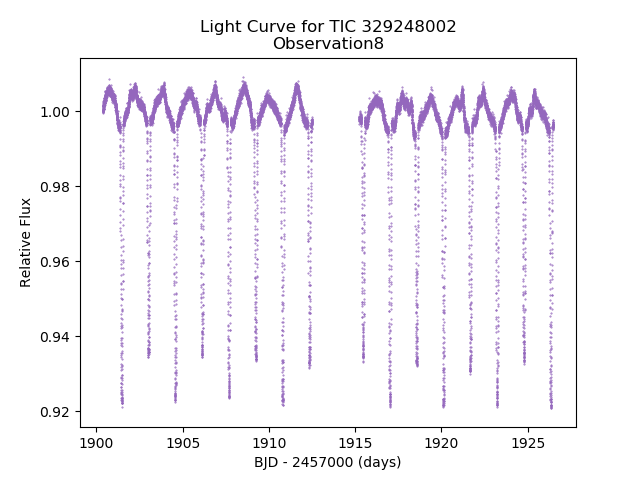 Light Curve for TIC 329248002
Observation8
1.00
0.98
0.96
0.94
0.92
Relative Flux
1900
1905
1910
1915
1920
1925
BJD - 2457000 (days)